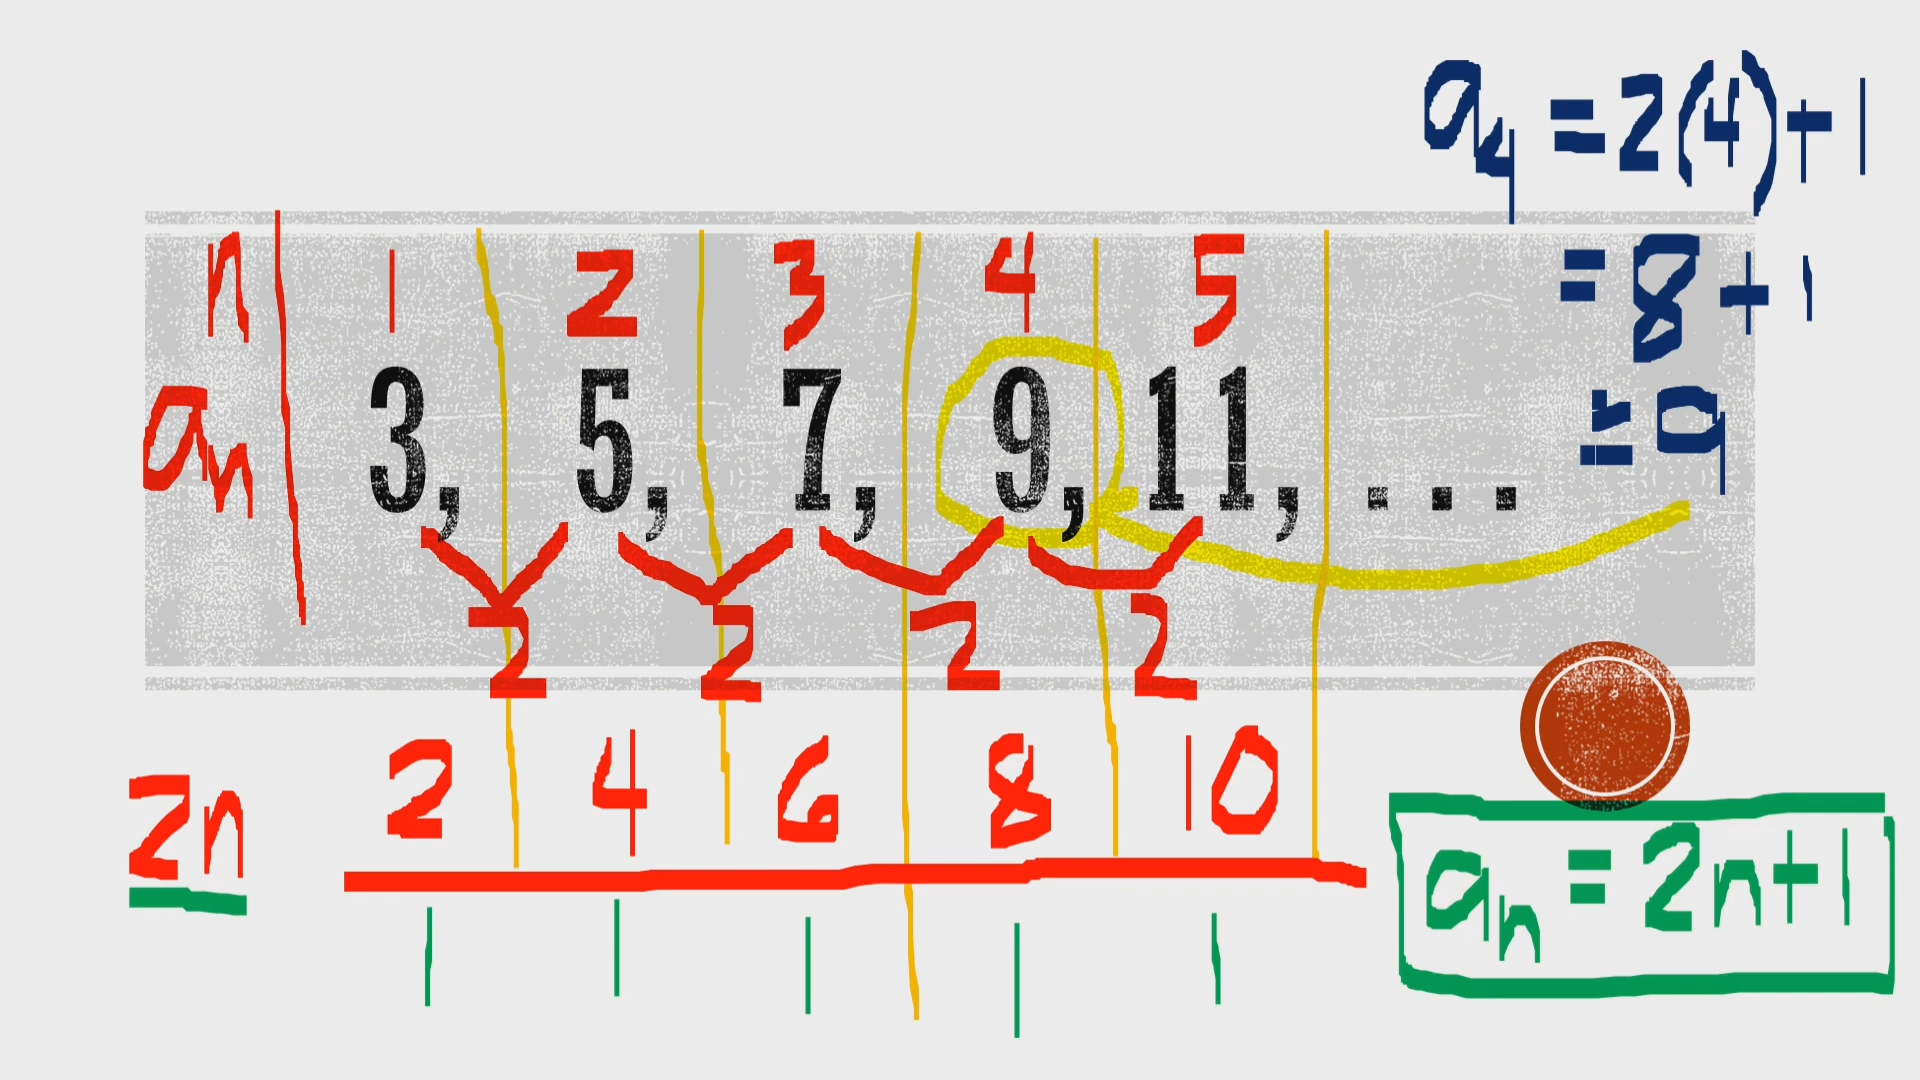 a₄ = 2(4)+1
= 8+1
= 9
n 1 2 3 4 5
aₙ 3, 5, 7, 9, 11, ...
2 2 2 2
2n 2 4 6 8 10
1 1 1 1 1
aₙ = 2n+1